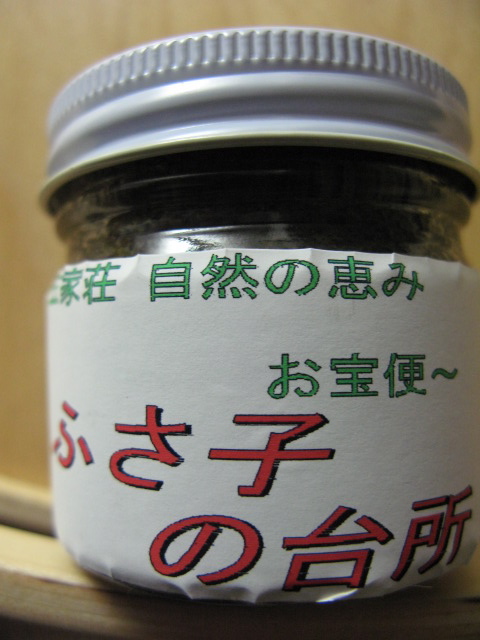 家荘 自然の恵み
お宝便~
ふさ子
の台所